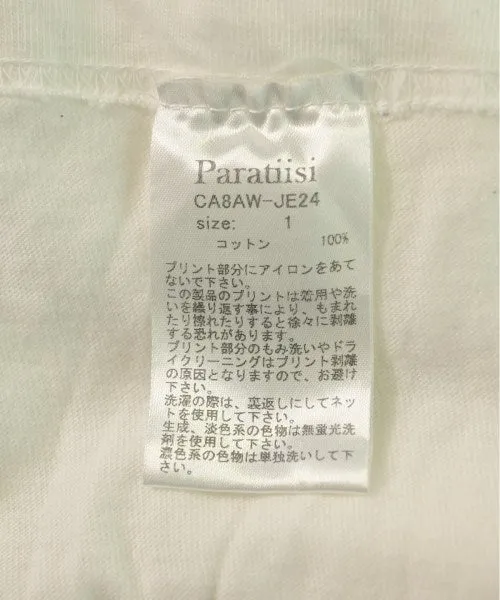 Paratiisi
CA8AW-JE24
size: 1
コットン 100%
プリント部分にアイロンをあて
ないで下さい。
この製品のプリントは着用や洗
いを繰り返す事により、もまれ
たり擦れたりすると徐々に剥離
する恐れがあります。
プリント部分のもみ洗いやドラ
イクリーニングはプリント剥離
の原因となりますので、お避け
下さい。
洗濯の際は、裏返しにしてネッ
トを使用して下さい。
生成、淡色系の色物は無蛍光洗
剤を使用して下さい。
濃色系の色物は単独洗いして下
さい。